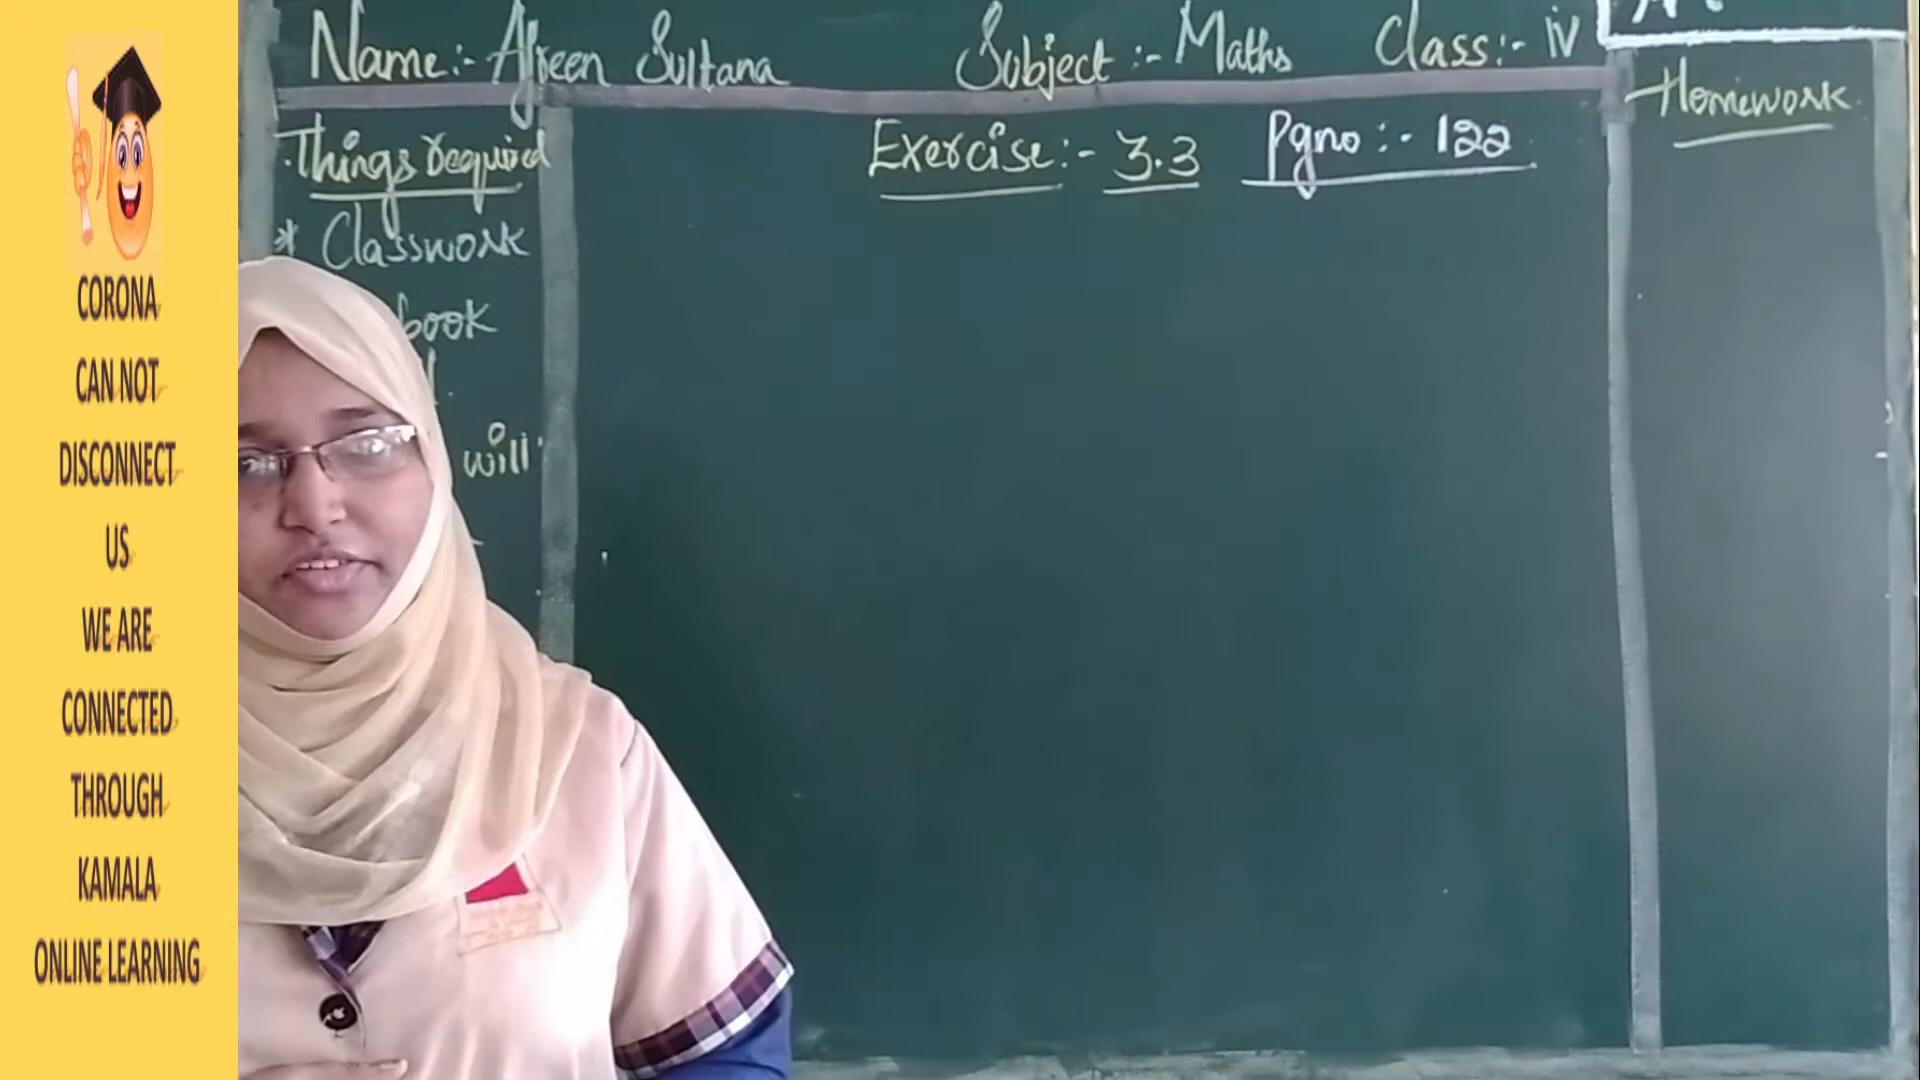 CORONA
CAN NOT
DISCONNECT
US
WE ARE
CONNECTED
THROUGH
KAMALA
ONLINE LEARNING
Name:- Afreen Sultana Subject :- Maths Class:- iv
Things required
* Classwork
book
will
Exercise:- 3.3 Pgno:- 122
Homework